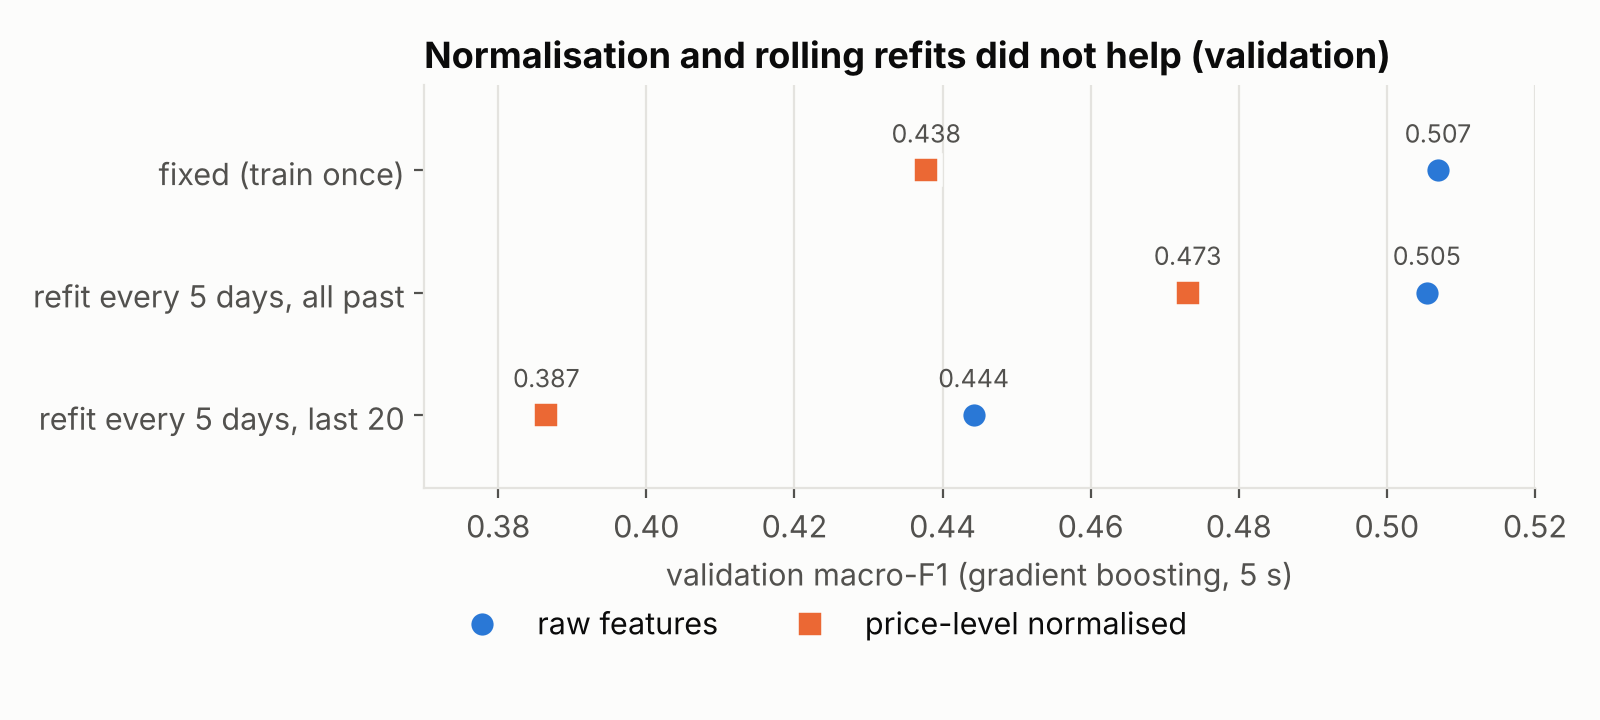 Normalisation and rolling refits did not help (validation)
0.438
0.507
fixed (train once)
0.473
0.505
refit every 5 days, all past
0.387
0.444
refit every 5 days, last 20
0.38 0.40 0.42 0.44 0.46 0.48 0.50 0.52
validation macro-F1 (gradient boosting, 5 s)
raw features price-level normalised